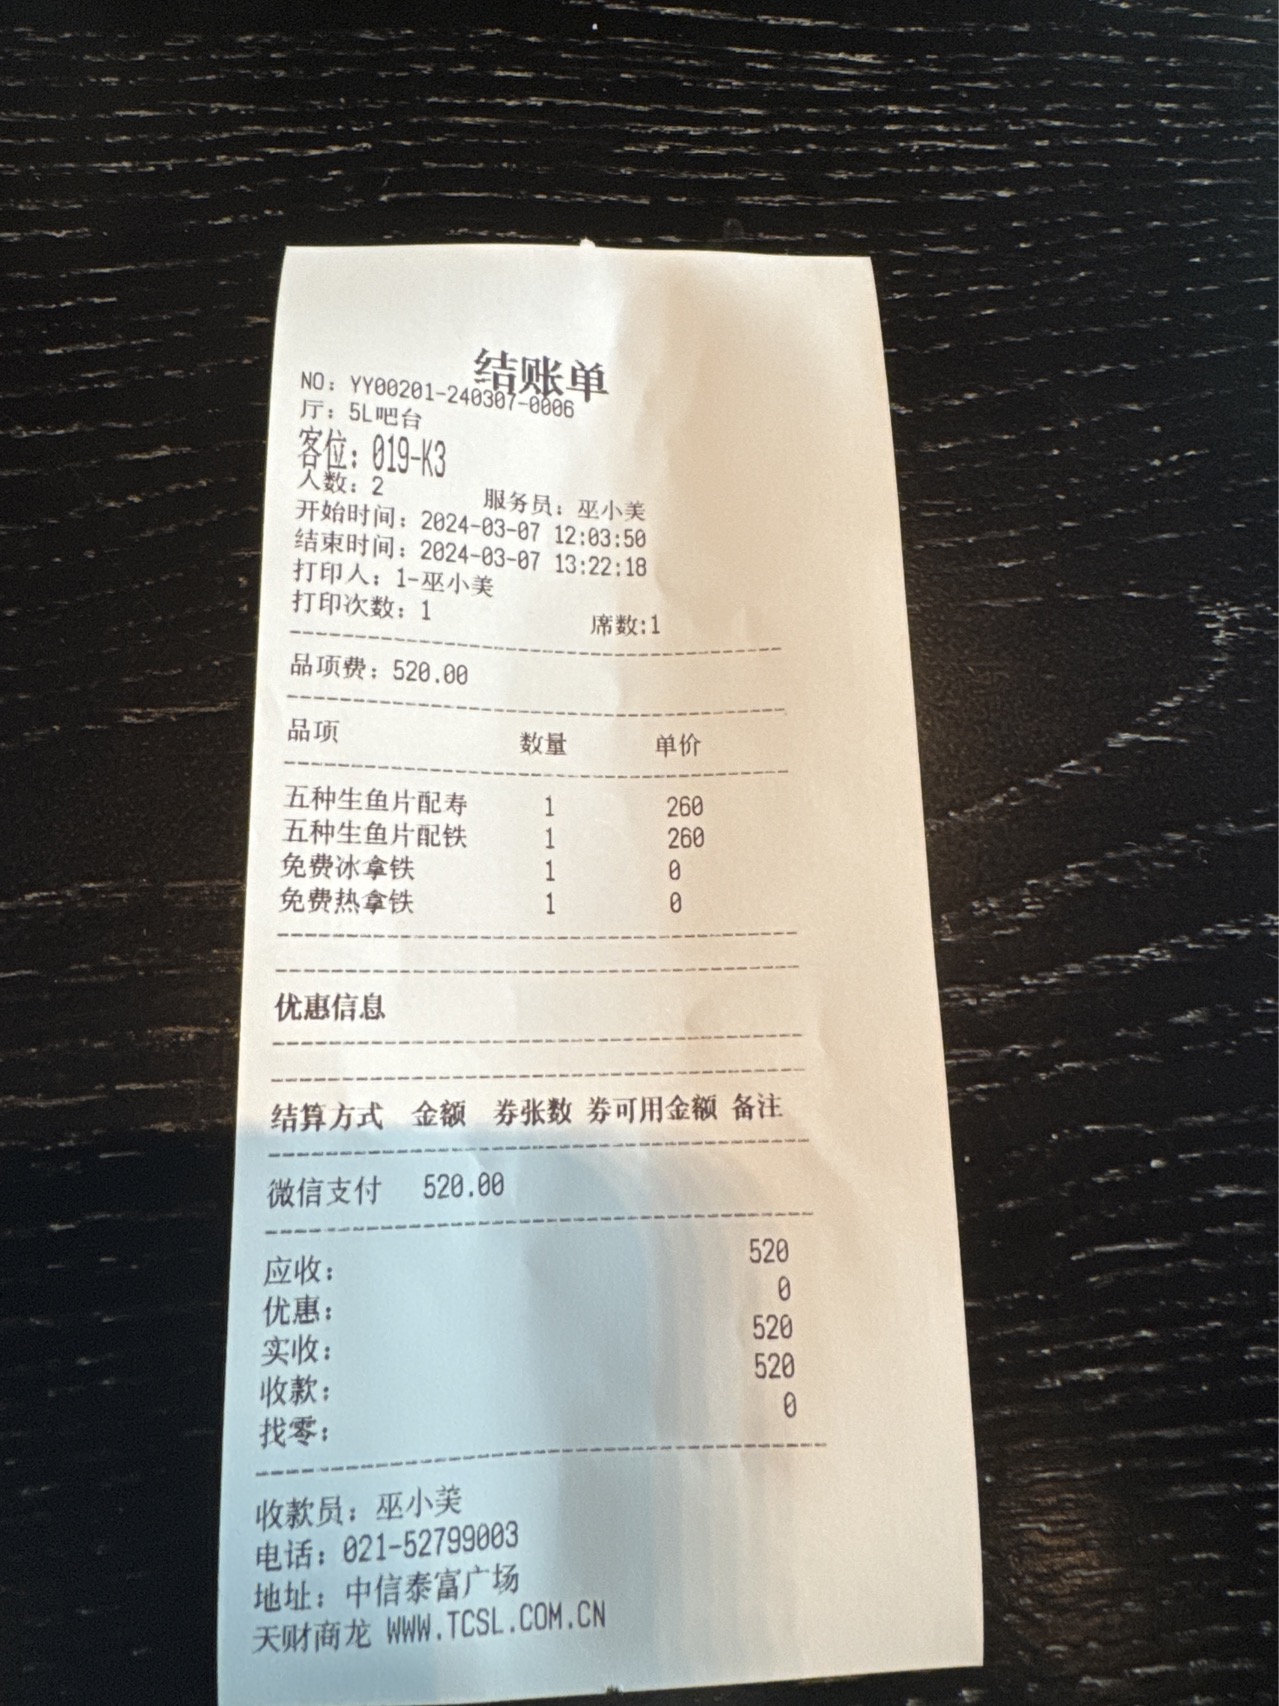 结账单
NO: YY00201-240307-0006
厅: 5L吧台
客位: 019-K3
人数: 2 服务员: 巫小美
开始时间: 2024-03-07 12:03:50
结束时间: 2024-03-07 13:22:18
打印人: 1-巫小美
打印次数: 1 席数:1
品项费: 520.00
品项 数量 单价
五种生鱼片配寿 1 260
五种生鱼片配铁 1 260
免费冰拿铁 1 0
免费热拿铁 1 0
优惠信息
结算方式 金额 券张数 券可用金额 备注
微信支付 520.00
应收: 520
优惠: 0
实收: 520
收款: 520
找零: 0
收款员: 巫小美
电话: 021-52799003
地址: 中信泰富广场
天财商龙 WWW.TCSL.COM.CN